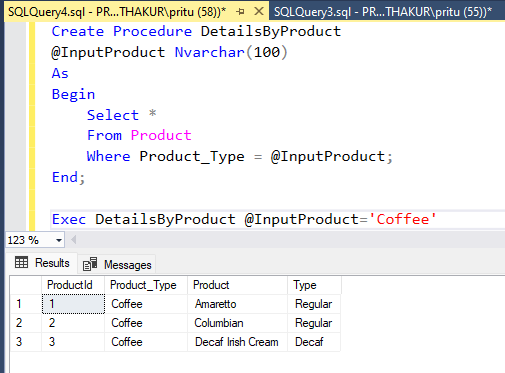 SQLQuery4.sql - PR...THAKUR\pritu (58))* SQLQuery3.sql - PR...THAKUR\pritu (55))*
Create Procedure DetailsByProduct
@InputProduct Nvarchar(100)
As
Begin
Select *
From Product
Where Product_Type = @InputProduct;
End;
Exec DetailsByProduct @InputProduct='Coffee'
123 %
Results Messages
ProductId Product_Type Product Type
1 1 Coffee Amaretto Regular
2 2 Coffee Columbian Regular
3 3 Coffee Decaf Irish Cream Decaf